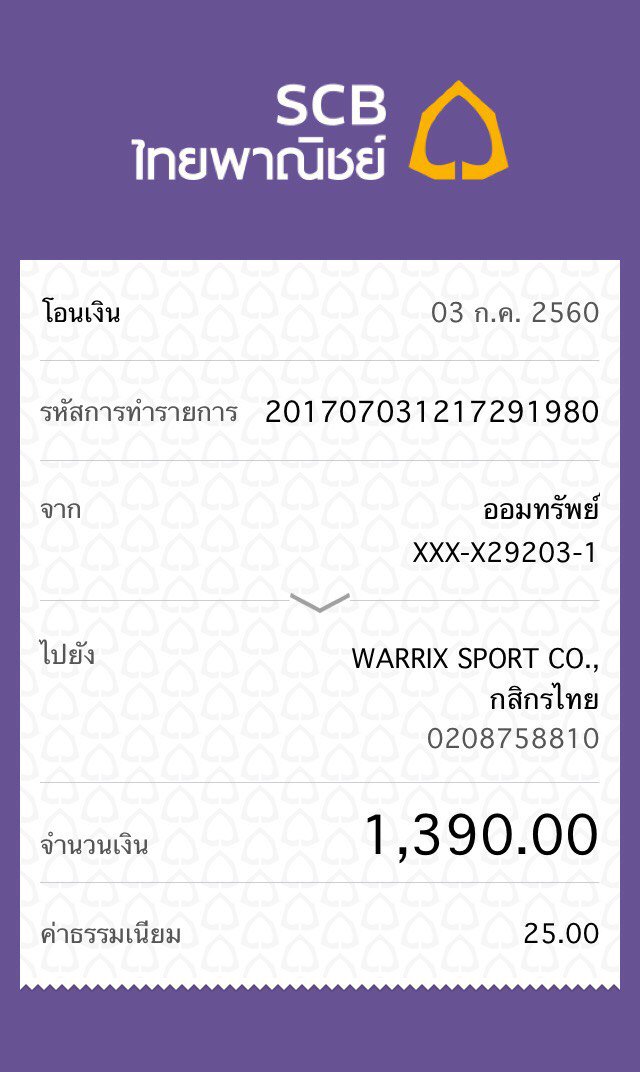 SCB
ไทยพาณิชย์
โอนเงิน 03 ก.ค. 2560
รหัสการทำรายการ 201707031217291980
จาก ออมทรัพย์
XXX-X29203-1
ไปยัง WARRIX SPORT CO.,
กสิกรไทย
0208758810
จำนวนเงิน 1,390.00
ค่าธรรมเนียม 25.00